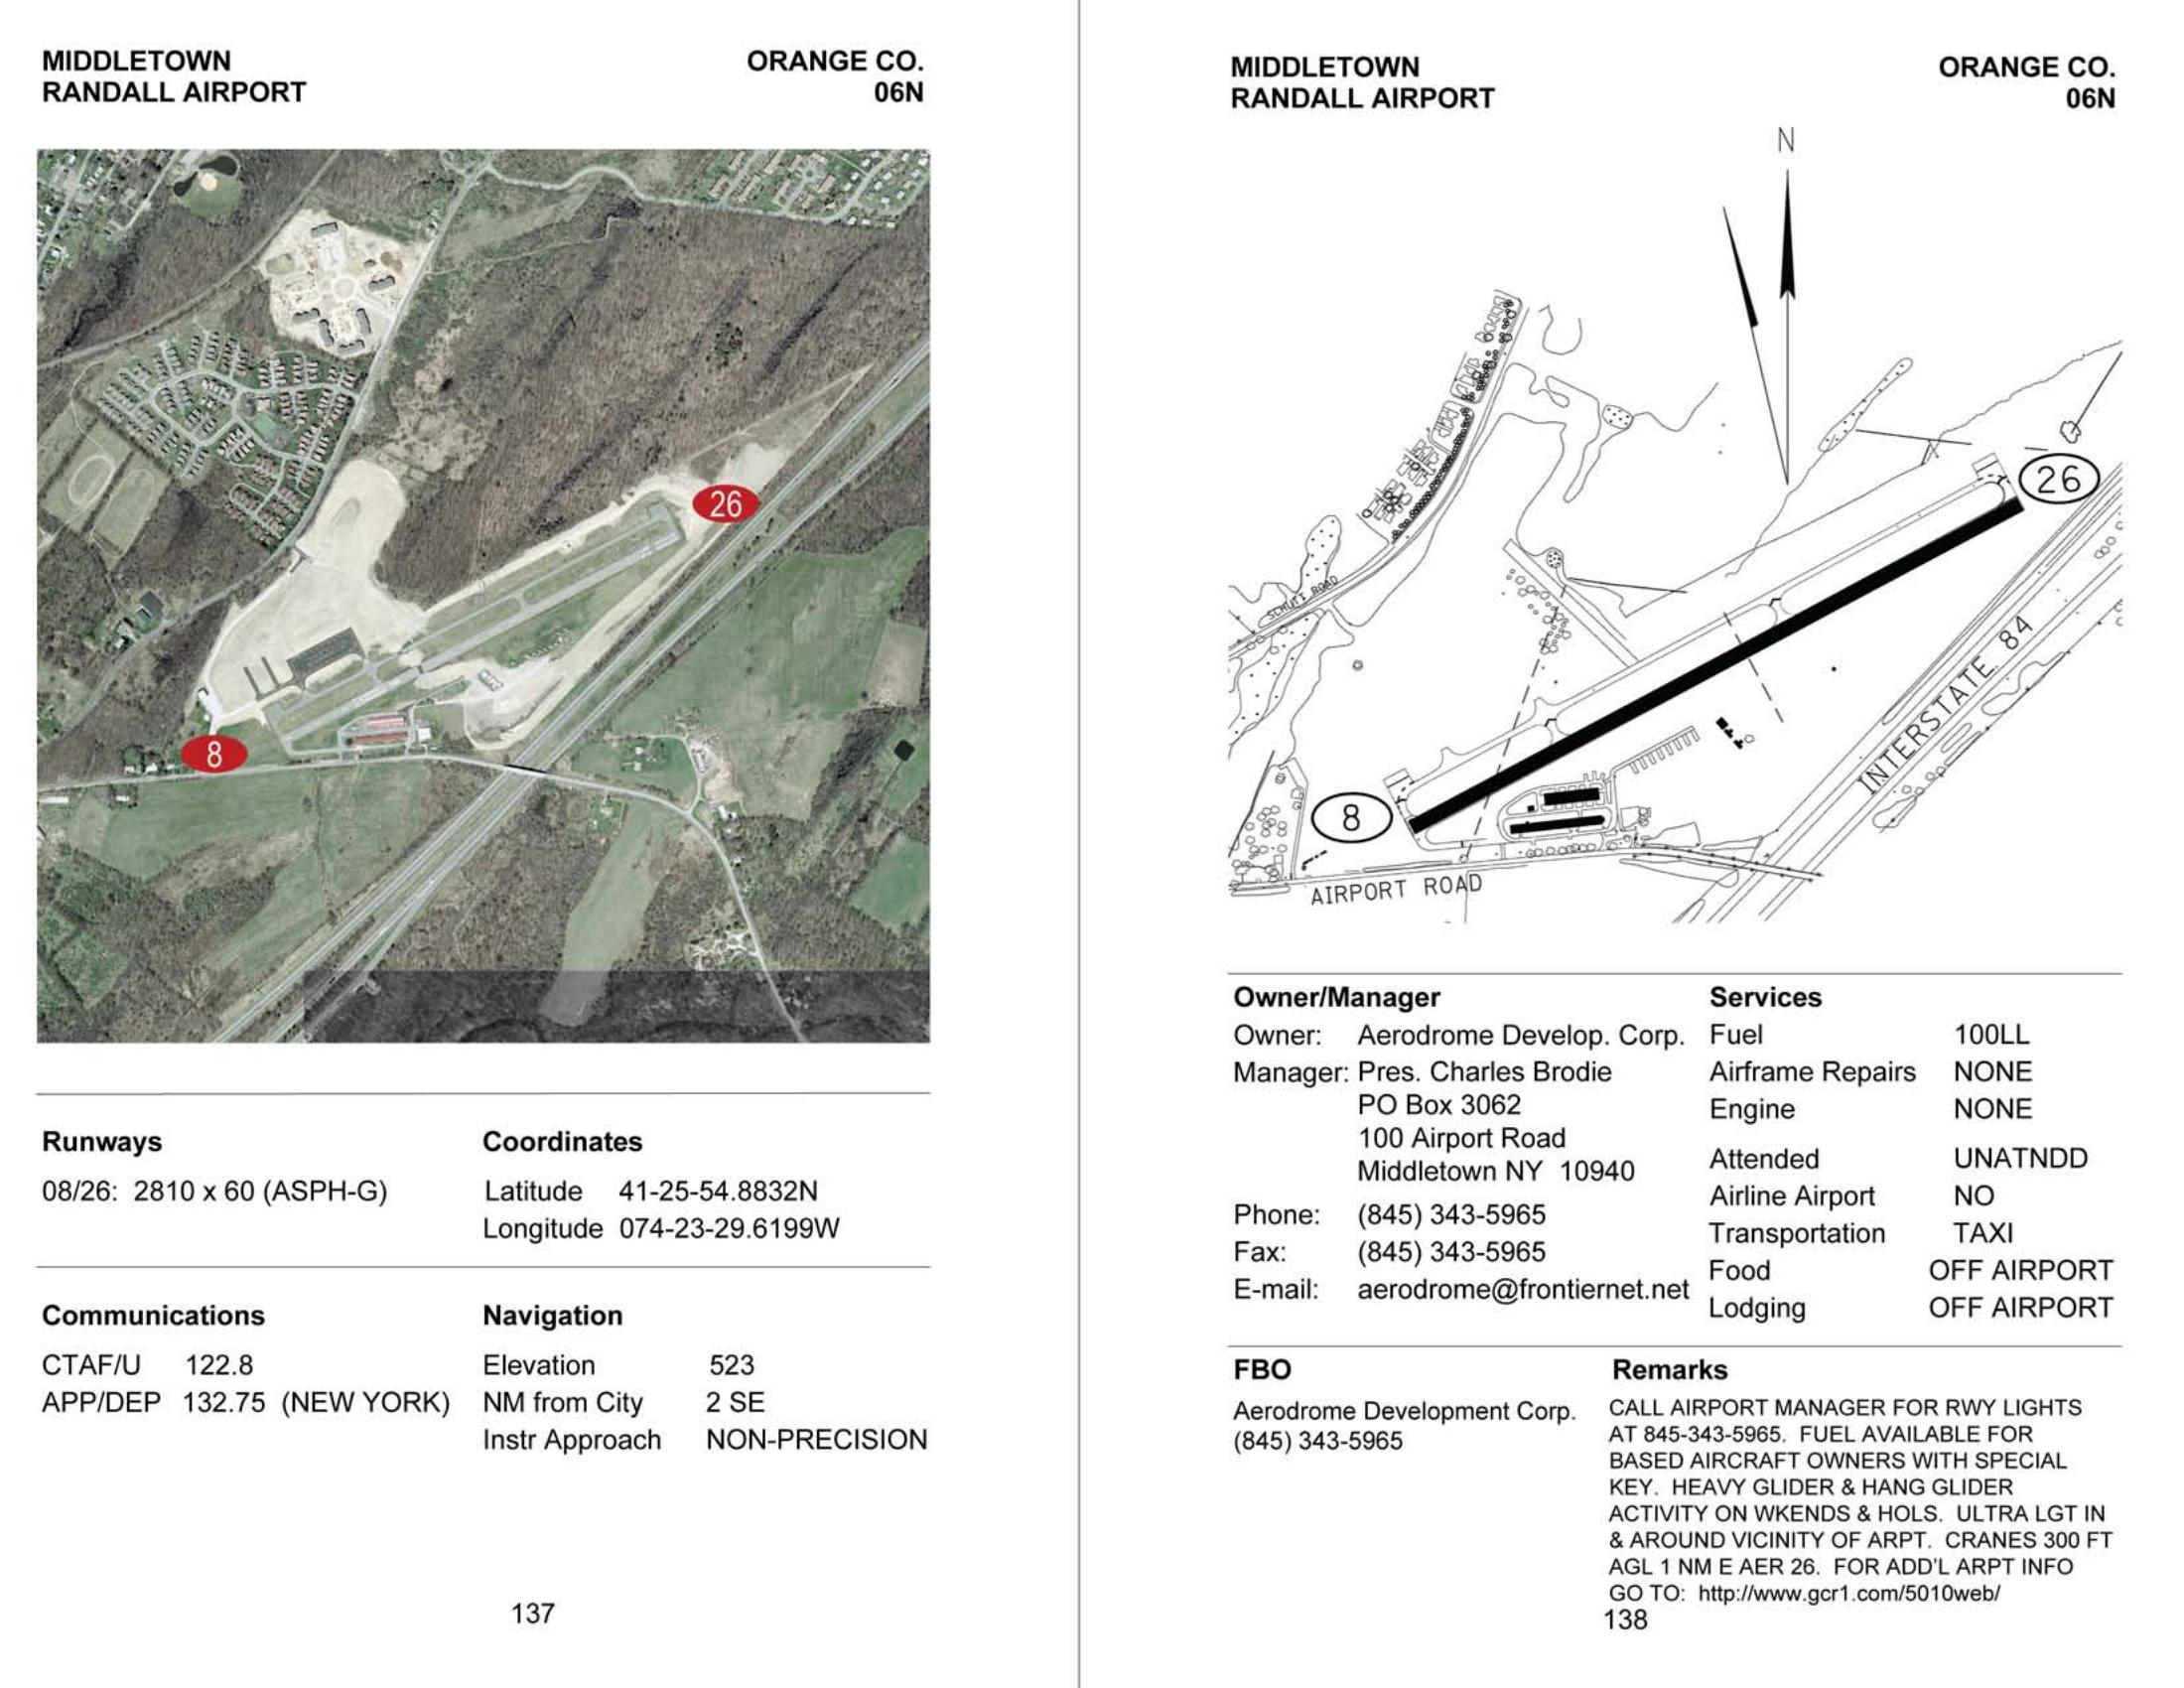 MIDDLETOWN
RANDALL AIRPORT
ORANGE CO.
06N
26
8
Runways
08/26: 2810 x 60 (ASPH-G)
Coordinates
Latitude 41-25-54.8832N
Longitude 074-23-29.6199W
Communications
CTAF/U 122.8
APP/DEP 132.75 (NEW YORK)
Navigation
Elevation 523
NM from City 2 SE
Instr Approach NON-PRECISION
137
MIDDLETOWN
RANDALL AIRPORT
ORANGE CO.
06N
N
26
SCHUTT ROAD
INTERSTATE 84
8
AIRPORT ROAD
Owner/Manager
Owner: Aerodrome Develop. Corp.
Manager: Pres. Charles Brodie
PO Box 3062
100 Airport Road
Middletown NY 10940
Phone: (845) 343-5965
Fax: (845) 343-5965
E-mail: aerodrome@frontiernet.net
Services
Fuel 100LL
Airframe Repairs NONE
Engine NONE
Attended UNATNDD
Airline Airport NO
Transportation TAXI
Food OFF AIRPORT
Lodging OFF AIRPORT
FBO
Aerodrome Development Corp.
(845) 343-5965
Remarks
CALL AIRPORT MANAGER FOR RWY LIGHTS
AT 845-343-5965. FUEL AVAILABLE FOR
BASED AIRCRAFT OWNERS WITH SPECIAL
KEY. HEAVY GLIDER & HANG GLIDER
ACTIVITY ON WKENDS & HOLS. ULTRA LGT IN
& AROUND VICINITY OF ARPT. CRANES 300 FT
AGL 1 NM E AER 26. FOR ADD'L ARPT INFO
GO TO: http://www.gcr1.com/5010web/
138